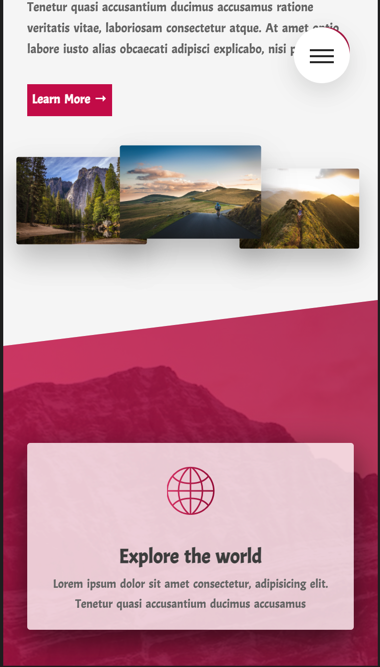 Tenetur quasi accusantium ducimus accusamus ratione
veritatis vitae, laboriosam consectetur atque. At amet optio
labore iusto alias obcaecati adipisci explicabo, nisi
Learn More →
Explore the world
Lorem ipsum dolor sit amet consectetur, adipisicing elit.
Tenetur quasi accusantium ducimus accusamus